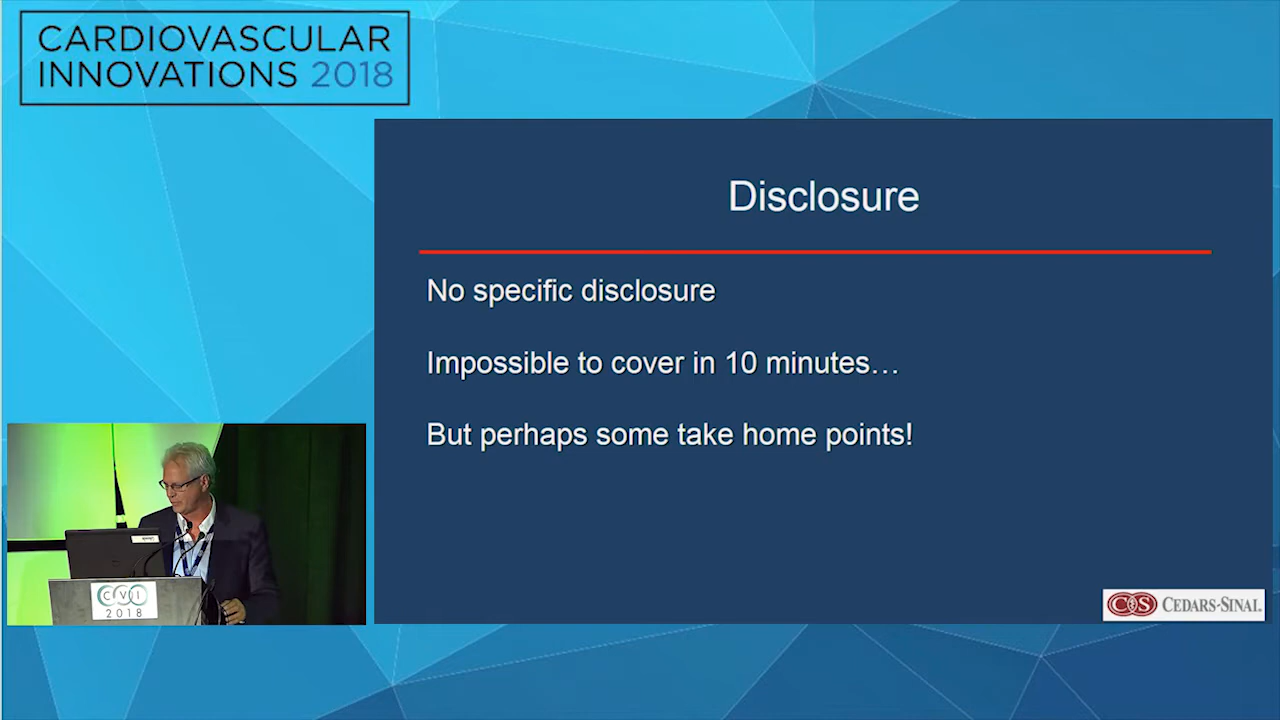 CARDIOVASCULAR
INNOVATIONS 2018
Disclosure
No specific disclosure
Impossible to cover in 10 minutes…
But perhaps some take home points!
CVI
2018
CEDARS-SINAI.